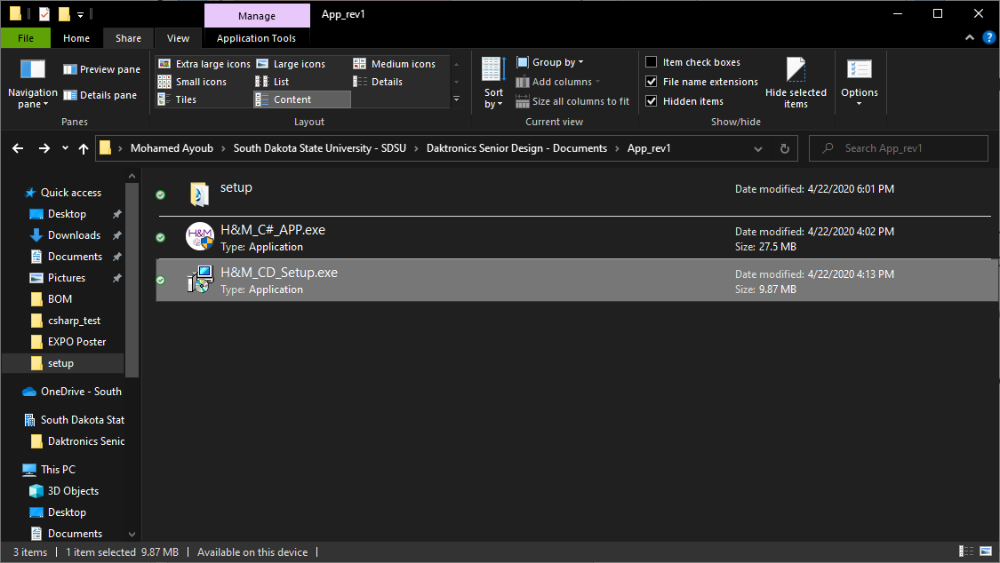 Manage
App_rev1
File
Home
Share
View
Application Tools
?
Navigation pane
Preview pane
Details pane
Panes
Extra large icons
Large icons
Medium icons
Small icons
List
Details
Tiles
Content
Layout
Sort by
Group by
Add columns
Size all columns to fit
Current view
Item check boxes
File name extensions
Hidden items
Hide selected items
Show/hide
Options
Mohamed Ayoub > South Dakota State University - SDSU > Daktronics Senior Design - Documents > App_rev1
Search App_rev1
Quick access
Desktop
Downloads
Documents
Pictures
BOM
csharp_test
EXPO Poster
setup
OneDrive - South
South Dakota Stat
Daktronics Senic
This PC
3D Objects
Desktop
Documents
setup
Date modified: 4/22/2020 6:01 PM
H&M
H&M_C#_APP.exe
Type: Application
Date modified: 4/22/2020 4:02 PM
Size: 27.5 MB
H&M_CD_Setup.exe
Type: Application
Date modified: 4/22/2020 4:13 PM
Size: 9.87 MB
3 items
1 item selected 9.87 MB
Available on this device